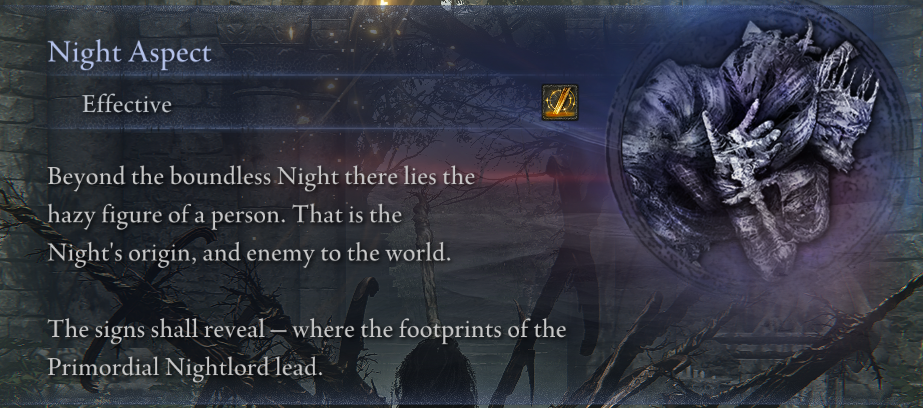 Night Aspect
Effective
Beyond the boundless Night there lies the
hazy figure of a person. That is the
Night's origin, and enemy to the world.
The signs shall reveal — where the footprints of the
Primordial Nightlord lead.